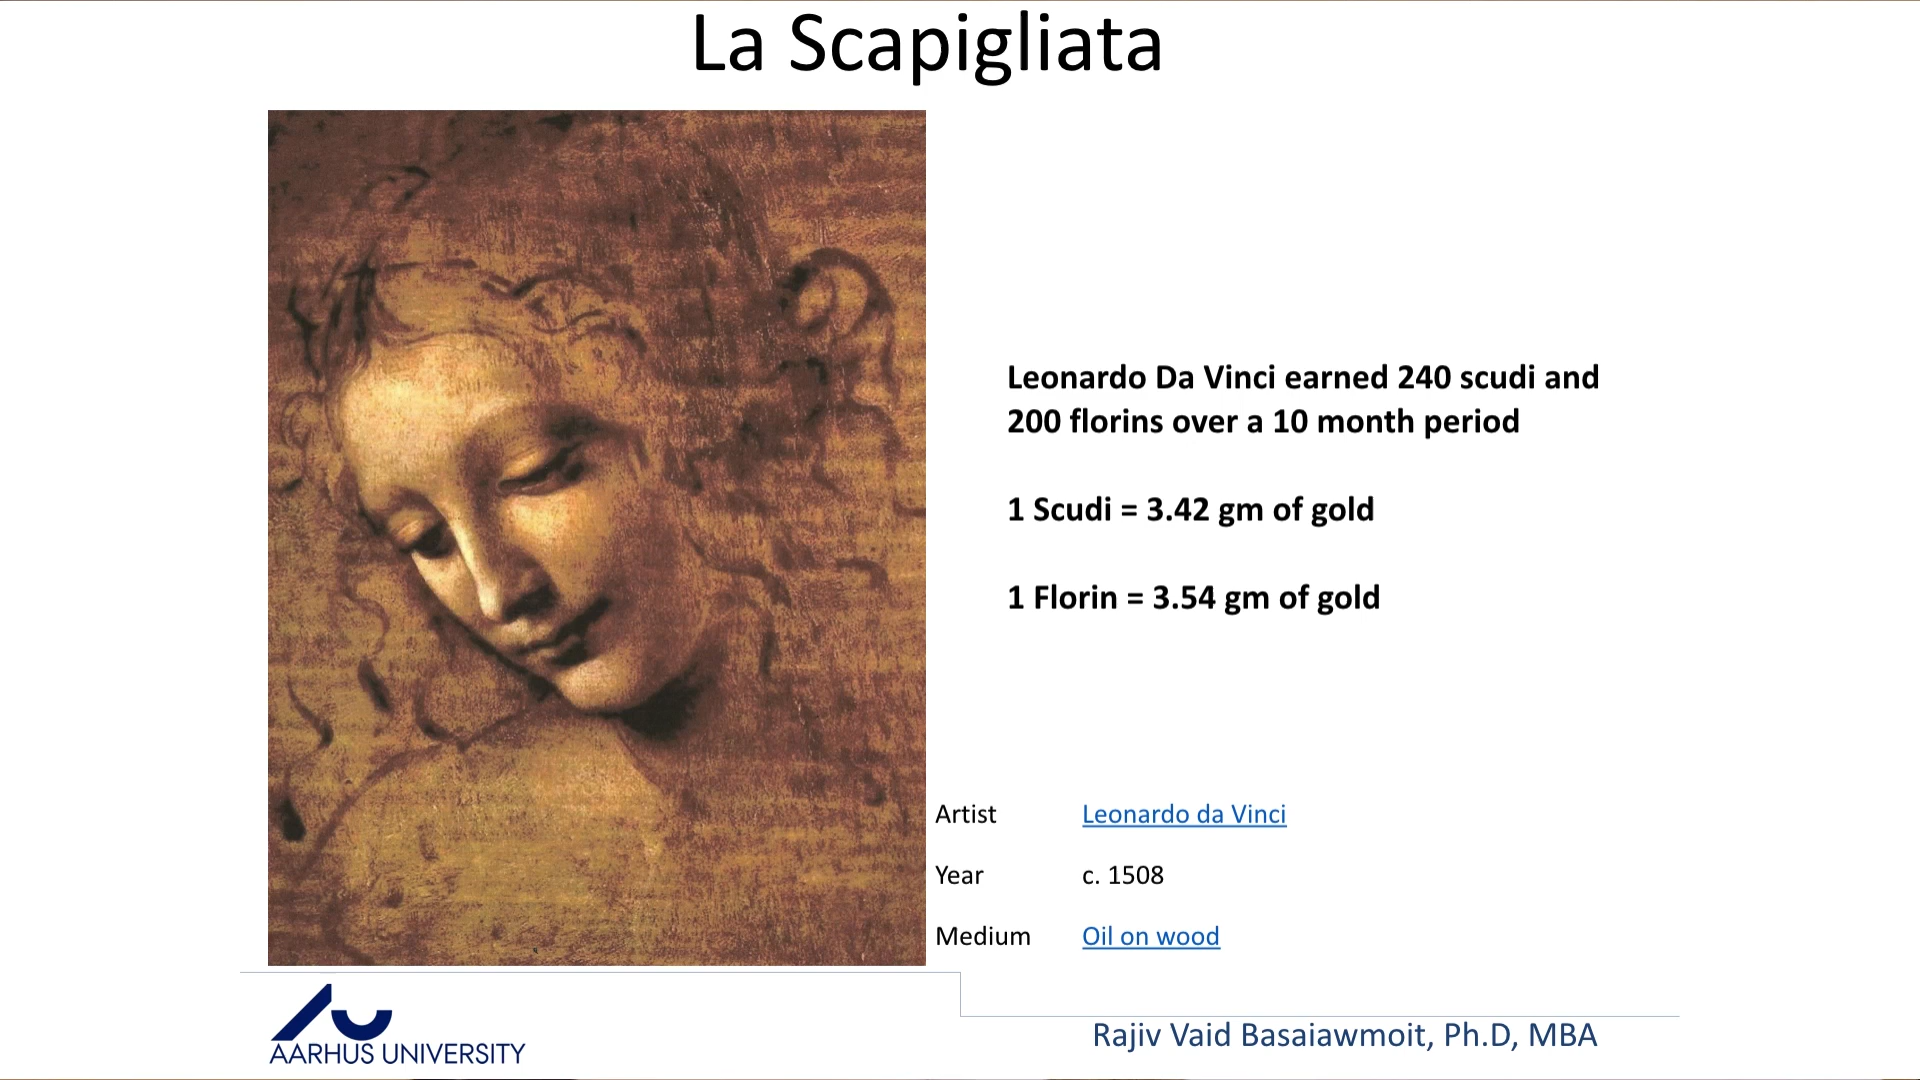 La Scapigliata
Leonardo Da Vinci earned 240 scudi and
200 florins over a 10 month period
1 Scudi = 3.42 gm of gold
1 Florin = 3.54 gm of gold
Artist Leonardo da Vinci
Year c. 1508
Medium Oil on wood
AARHUS UNIVERSITY
Rajiv Vaid Basaiawmoit, Ph.D, MBA